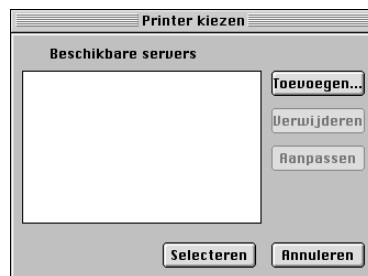 Printer kiezen
Beschikbare servers
Toevoegen...
Verwijderen
Aanpassen
Selecteren
Annuleren